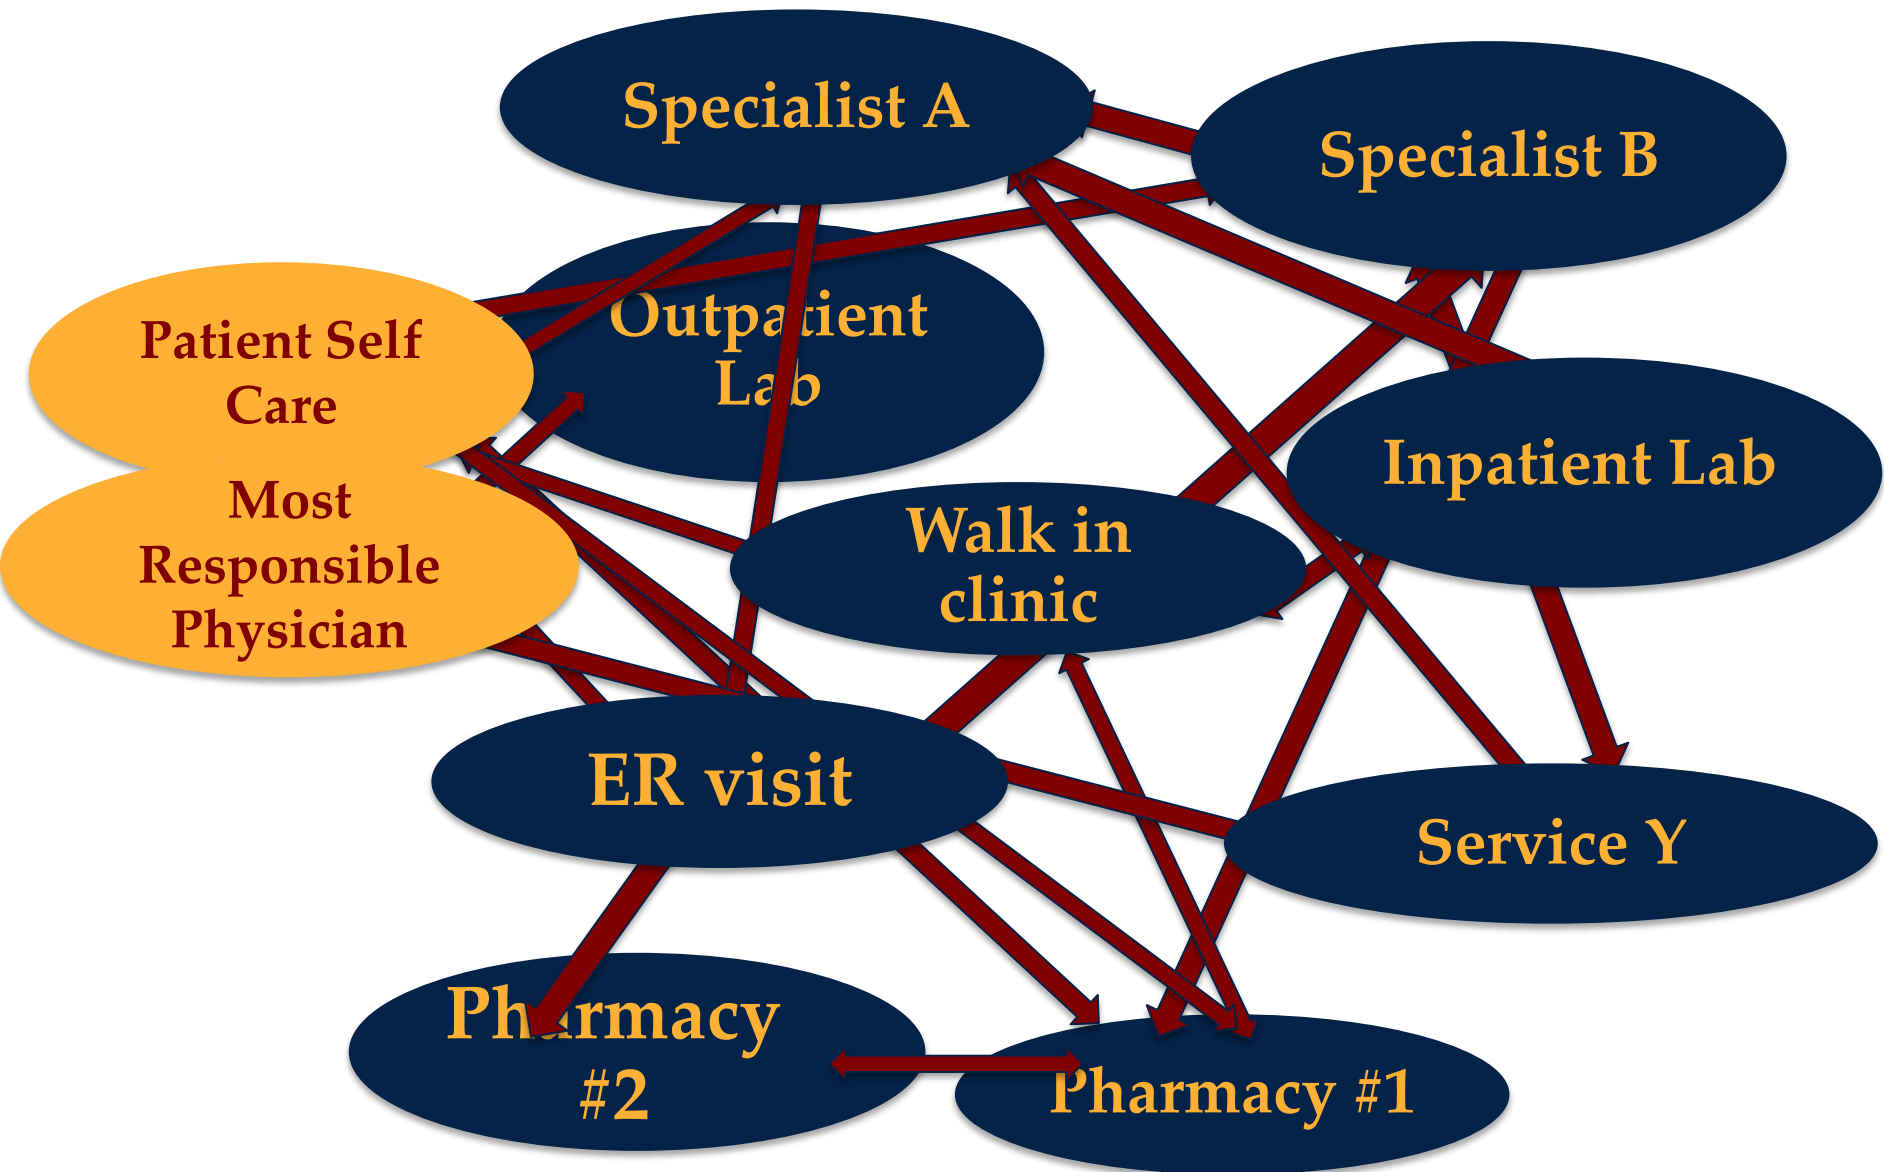 Specialist A
Specialist B
Outpatient
Lab
Patient Self
Care
Inpatient Lab
Most
Responsible
Physician
Walk in
clinic
ER visit
Service Y
Pharmacy
#2
Pharmacy #1